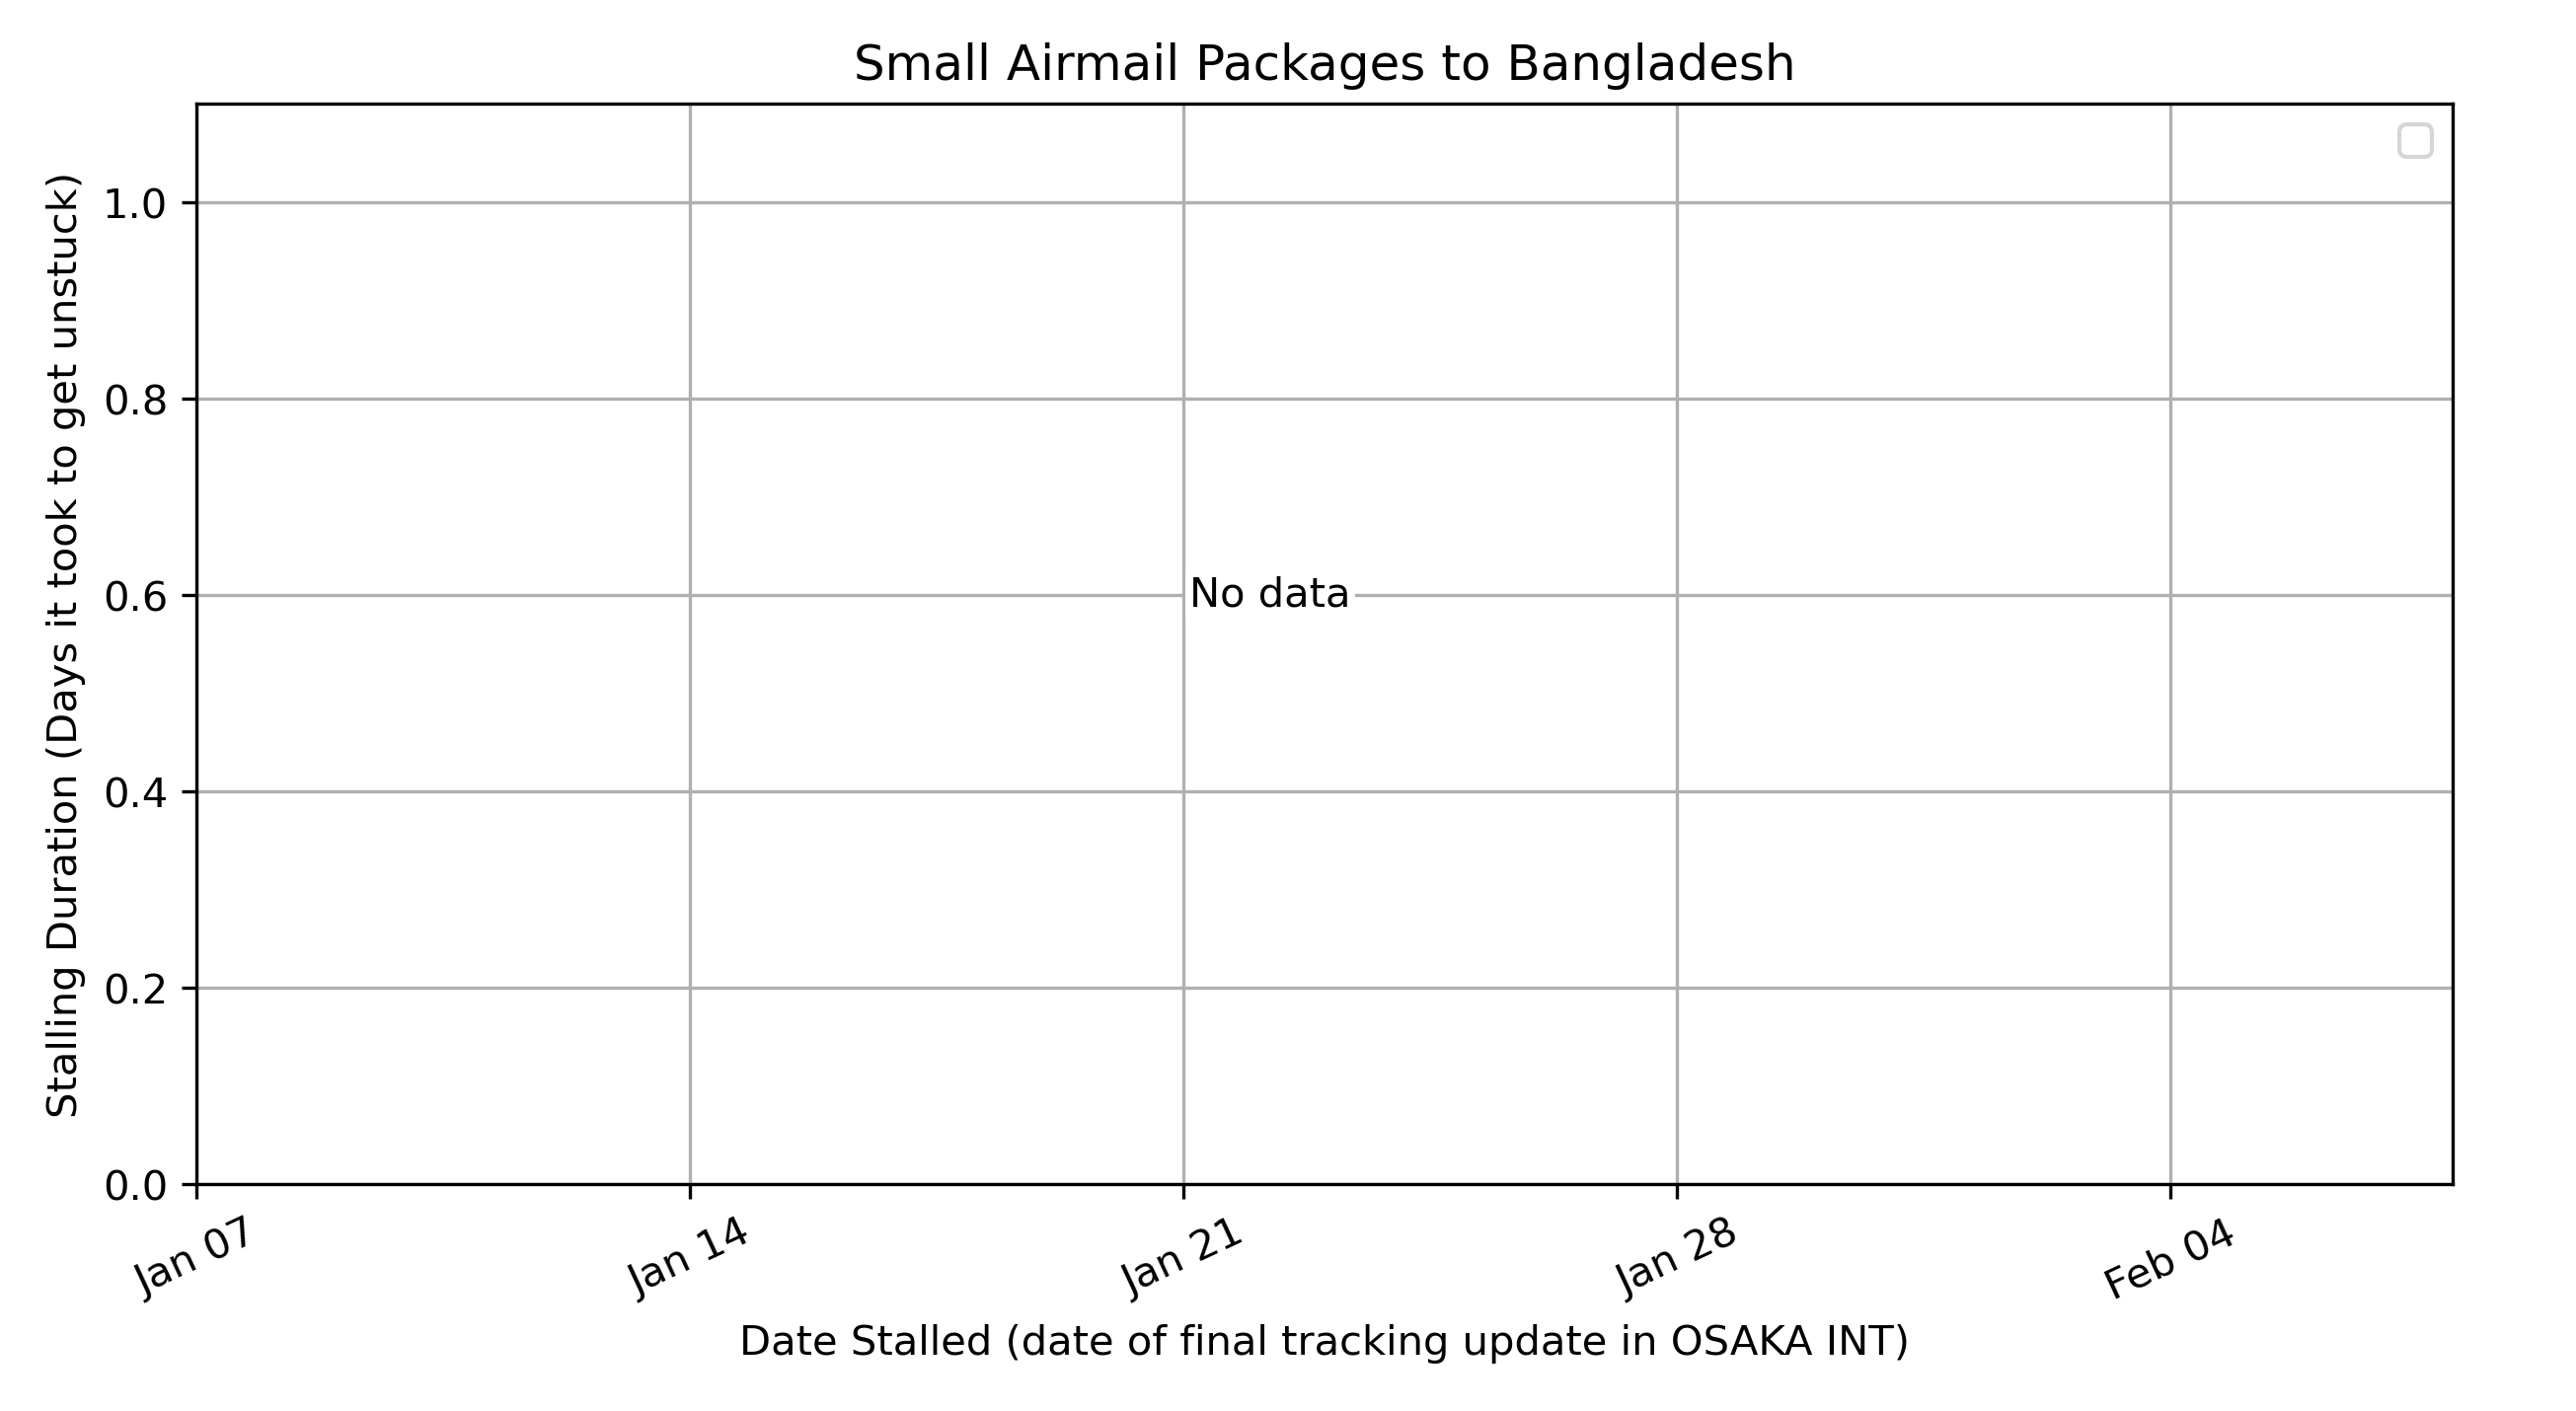 Small Airmail Packages to Bangladesh
Stalling Duration (Days it took to get unstuck)
1.0
0.8
0.6
0.4
0.2
0.0
No data
Jan 07
Jan 14
Jan 21
Jan 28
Feb 04
Date Stalled (date of final tracking update in OSAKA INT)